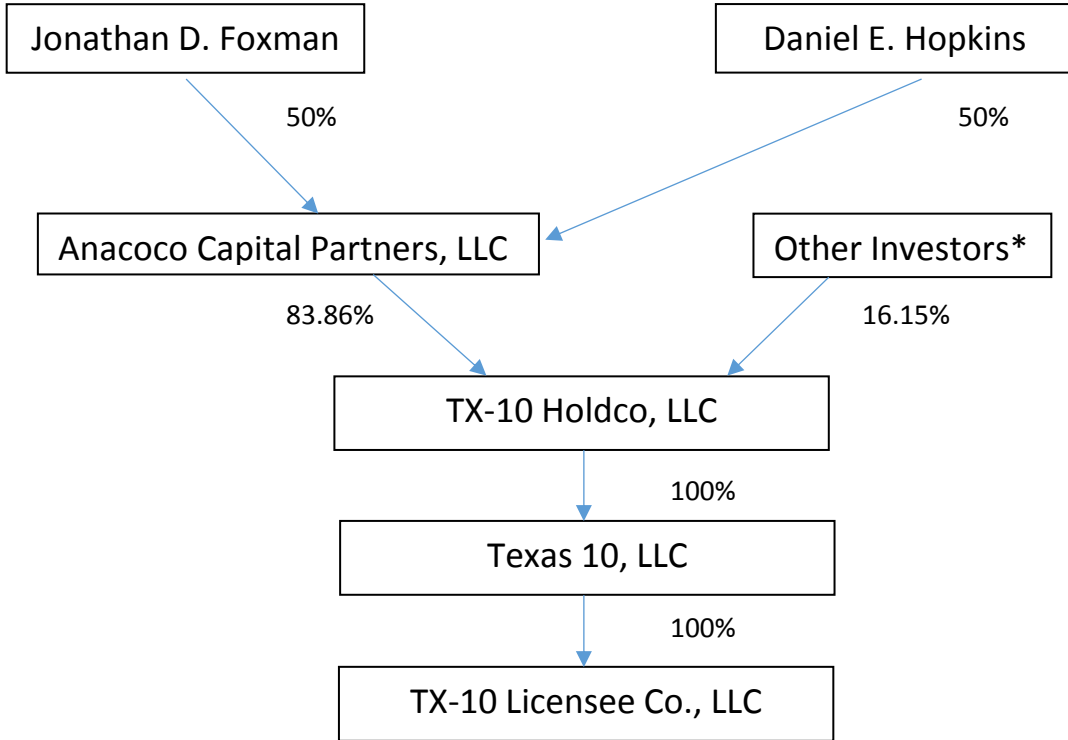 Jonathan D. Foxman
Daniel E. Hopkins
50%
50%
Anacoco Capital Partners, LLC
Other Investors*
83.86%
16.15%
TX-10 Holdco, LLC
100%
Texas 10, LLC
100%
TX-10 Licensee Co., LLC